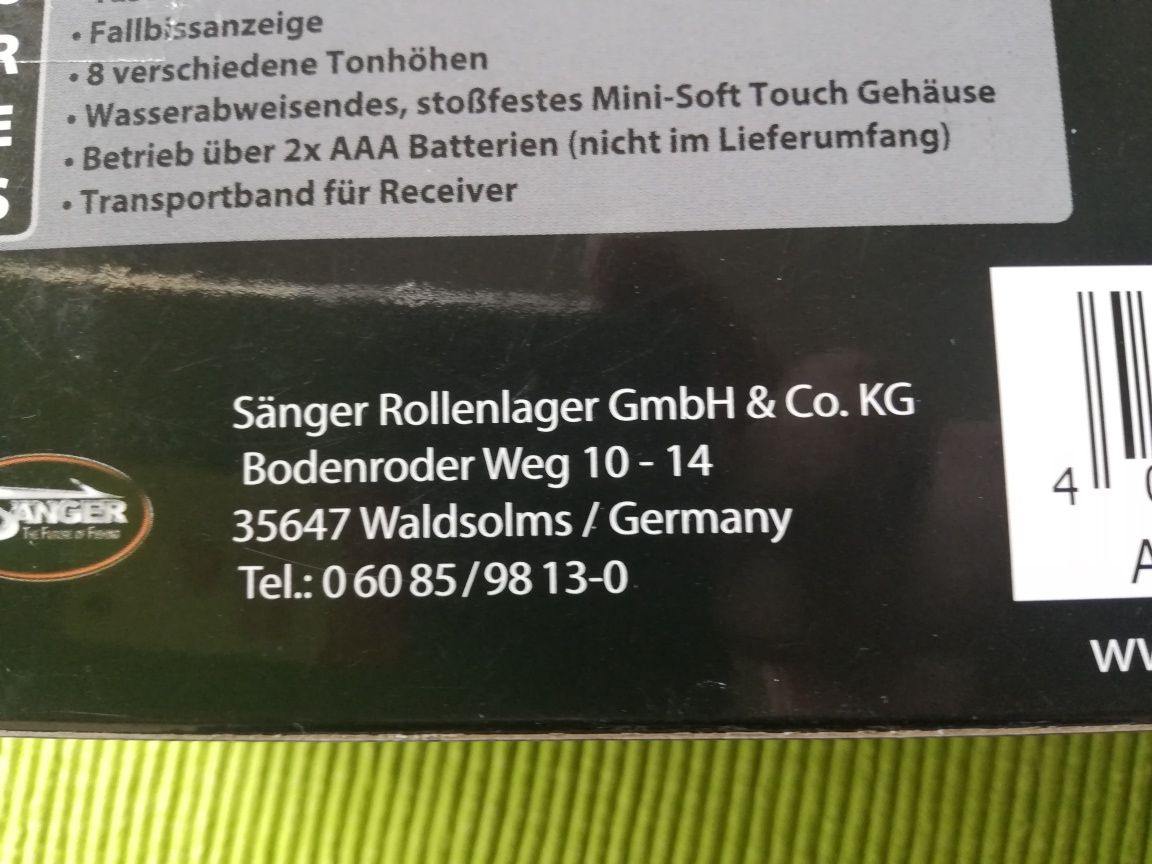 • Fallbissanzeige
• 8 verschiedene Tonhöhen
• Wasserabweisendes, stoßfestes Mini-Soft Touch Gehäuse
• Betrieb über 2x AAA Batterien (nicht im Lieferumfang)
• Transportband für Receiver
R
E
S
Sänger Rollenlager GmbH & Co. KG
Bodenroder Weg 10 - 14
35647 Waldsolms / Germany
Tel.: 0 60 85 / 98 13-0
SÄNGER
4
A